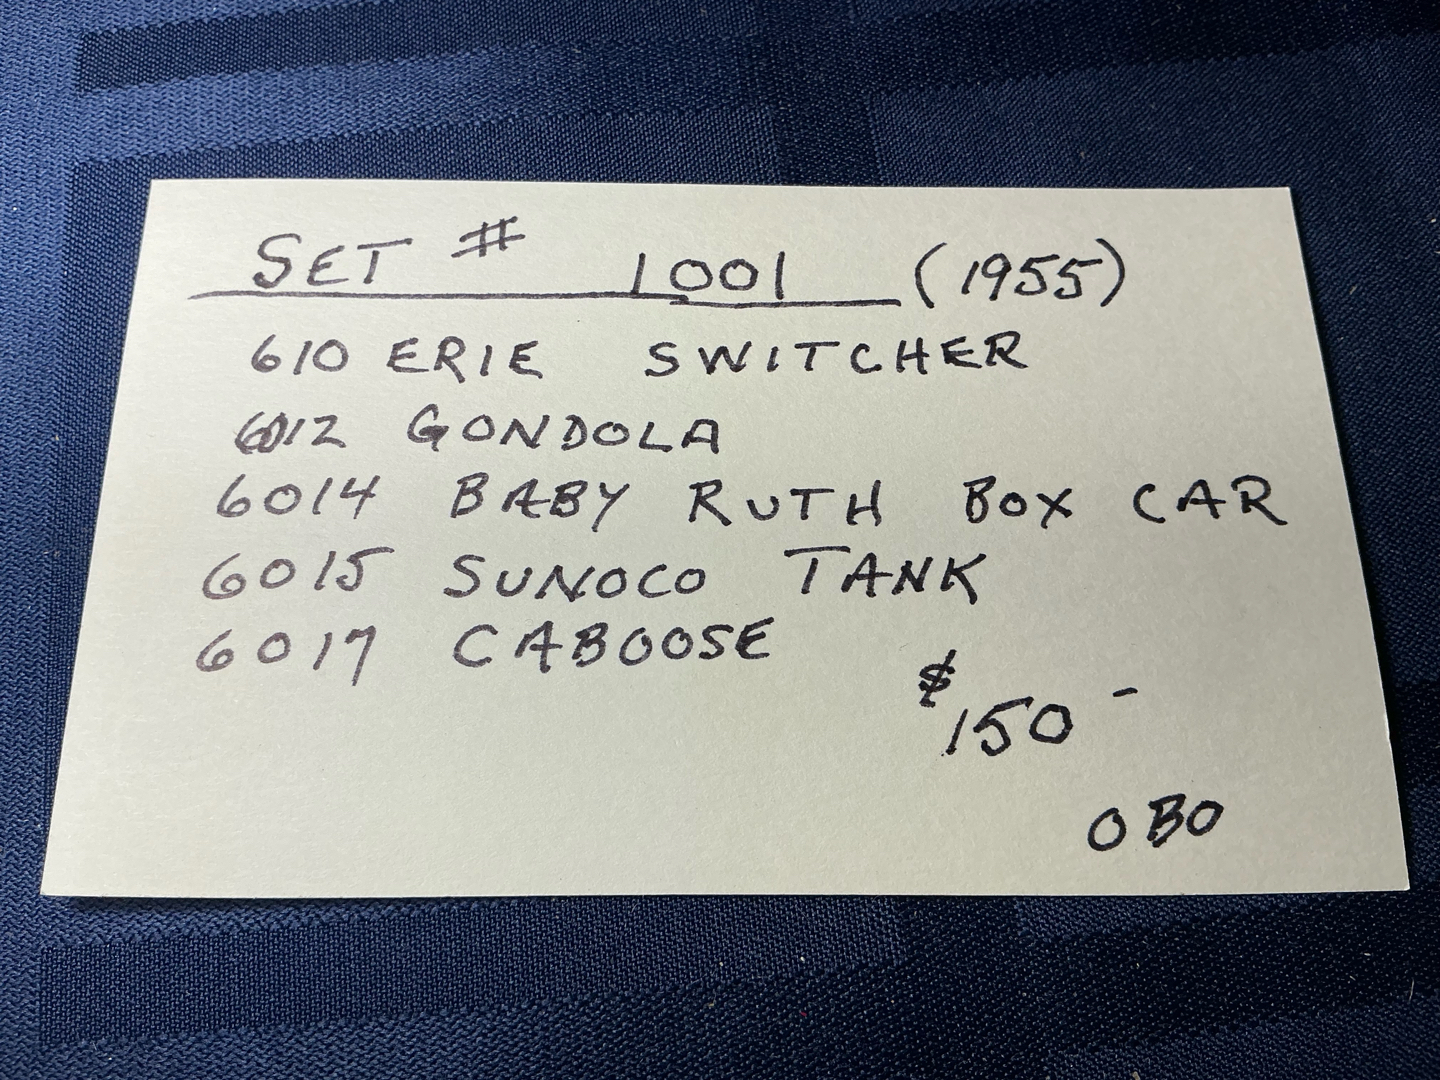 SET # 1001 (1955)
610 ERIE SWITCHER
6012 GONDOLA
6014 BABY RUTH BOX CAR
6015 SUNOCO TANK
6017 CABOOSE
$150-
OBO